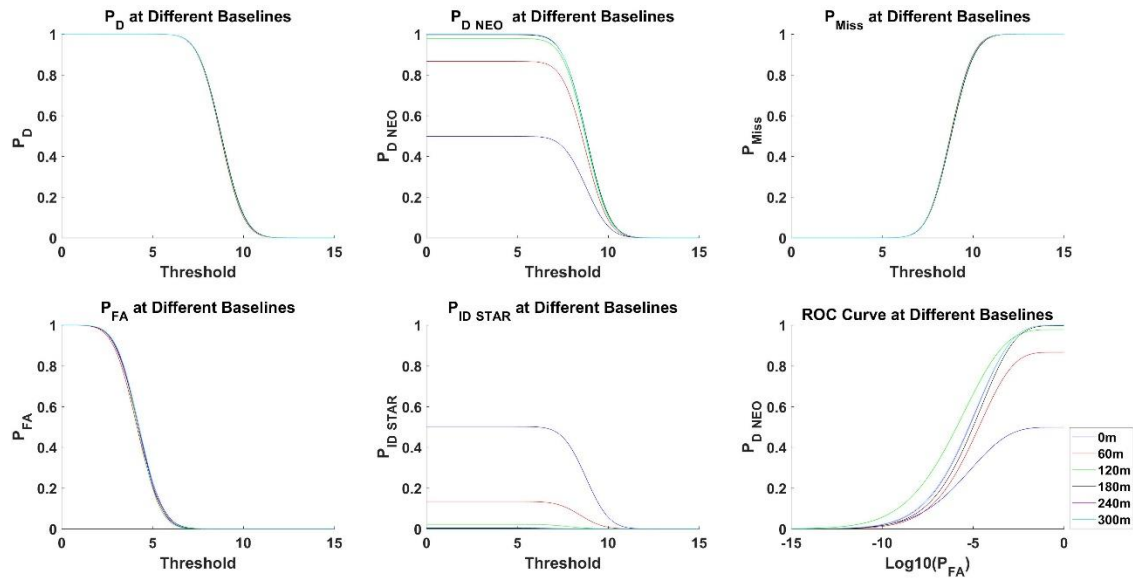 P_D at Different Baselines
1
0.8
0.6
0.4
0.2
0
P_D
0 5 10 15
Threshold
P_D NEO at Different Baselines
1
0.8
0.6
0.4
0.2
0
P_D NEO
0 5 10 15
Threshold
P_Miss at Different Baselines
1
0.8
0.6
0.4
0.2
0
P_Miss
0 5 10 15
Threshold
P_FA at Different Baselines
1
0.8
0.6
0.4
0.2
0
P_FA
0 5 10 15
Threshold
P_ID STAR at Different Baselines
1
0.8
0.6
0.4
0.2
0
P_ID STAR
0 5 10 15
Threshold
ROC Curve at Different Baselines
1
0.8
0.6
0.4
0.2
0
P_D NEO
-15 -10 -5 0
Log10(P_FA)
0m
60m
120m
180m
240m
300m